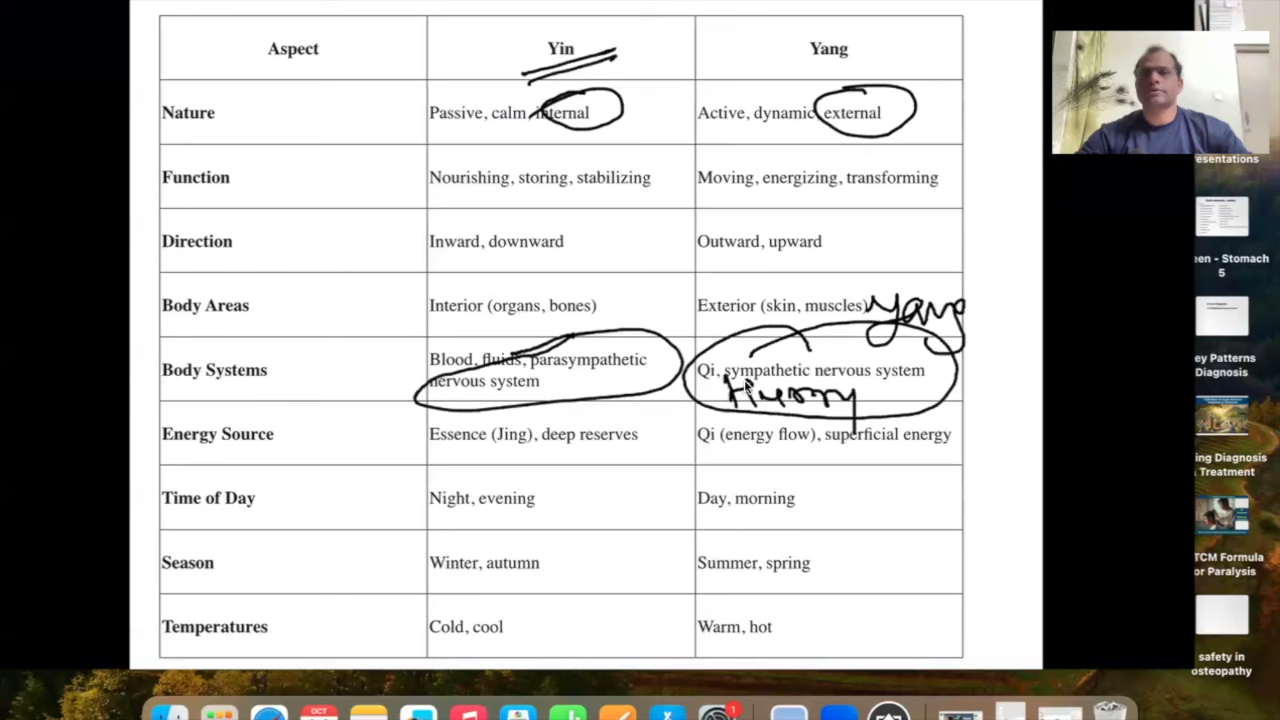 Aspect Yin Yang
Nature Passive, calm, internal Active, dynamic, external
Function Nourishing, storing, stabilizing Moving, energizing, transforming
Direction Inward, downward Outward, upward
Body Areas Interior (organs, bones) Exterior (skin, muscles) yang
Body Systems Blood, fluids, parasympathetic nervous system Qi, sympathetic nervous system
Energy Source Essence (Jing), deep reserves Qi (energy flow), superficial energy
Time of Day Night, evening Day, morning
Season Winter, autumn Summer, spring
Temperatures Cold, cool Warm, hot
esentations
een - Stomach
5
ey Patterns
Diagnosis
ing Diagnosis
& Treatment
TCM Formula
or Paralysis
safety in
osteopathy
OCT
1